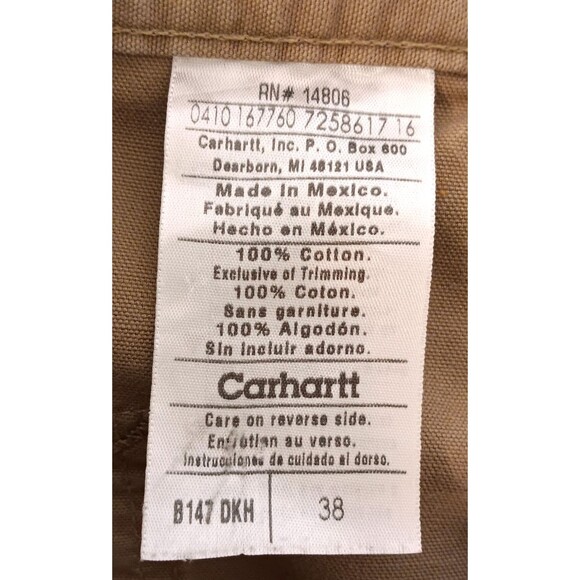 RN# 14806
0410 167760 7258617 16
Carhartt, Inc. P. O. Box 600
Dearborn, MI 48121 USA
Made in Mexico.
Fabriqué au Mexique.
Hecho en México.
100% Cotton.
Exclusive of Trimming.
100% Coton.
Sans garniture.
100% Algodón.
Sin incluir adorno.
Carhartt
Care on reverse side.
Entretien au verso.
Instrucciones de cuidado al dorso.
B147 DKH
38